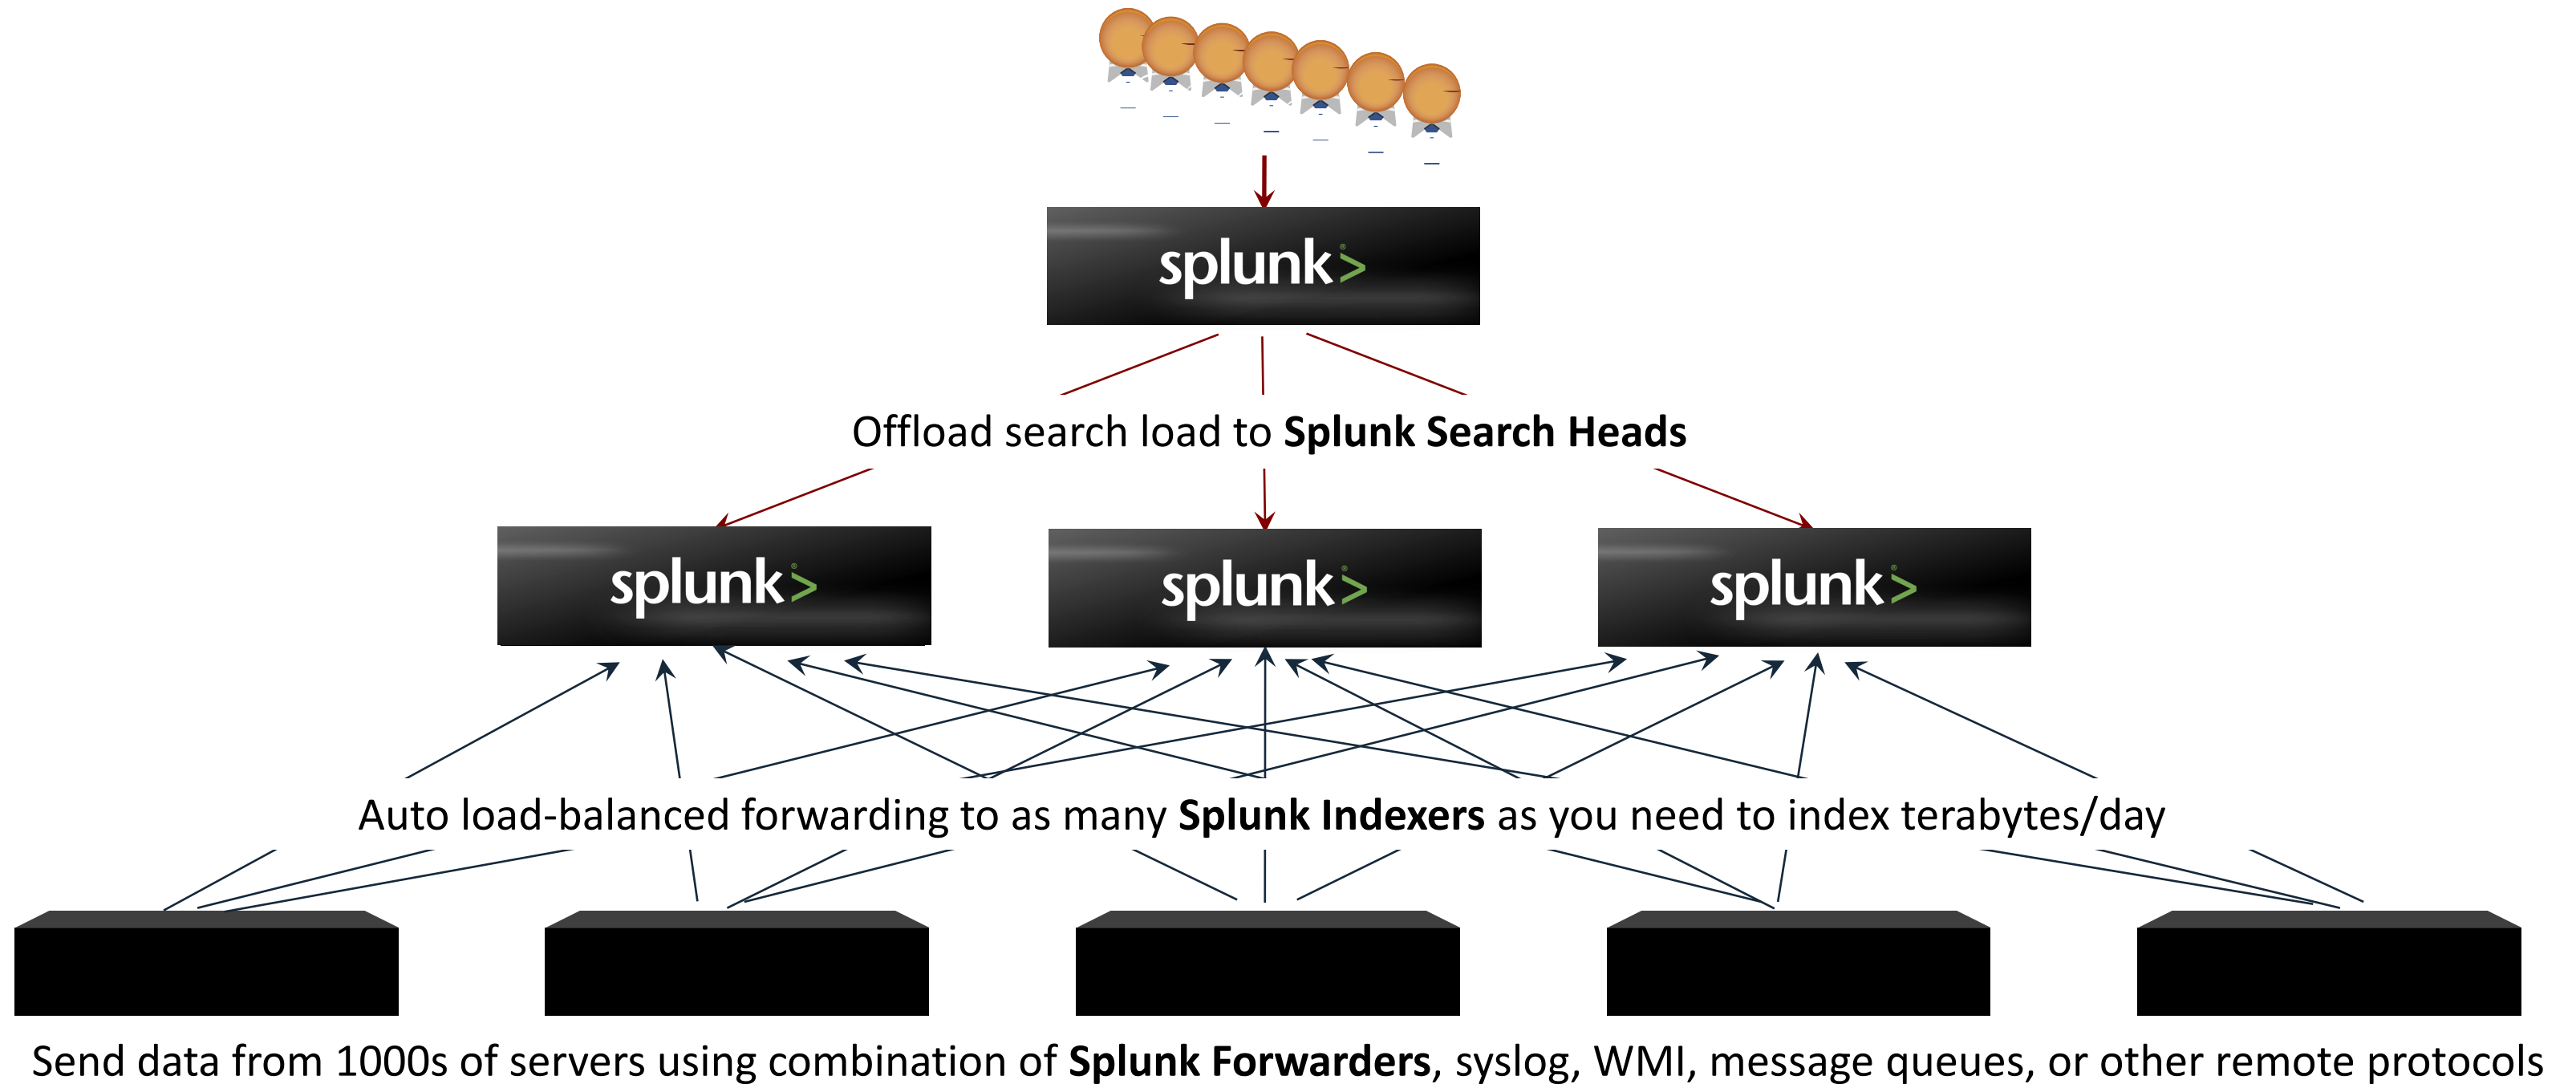 splunk>
Offload search load to Splunk Search Heads
splunk> splunk> splunk>
Auto load-balanced forwarding to as many Splunk Indexers as you need to index terabytes/day
Send data from 1000s of servers using combination of Splunk Forwarders, syslog, WMI, message queues, or other remote protocols